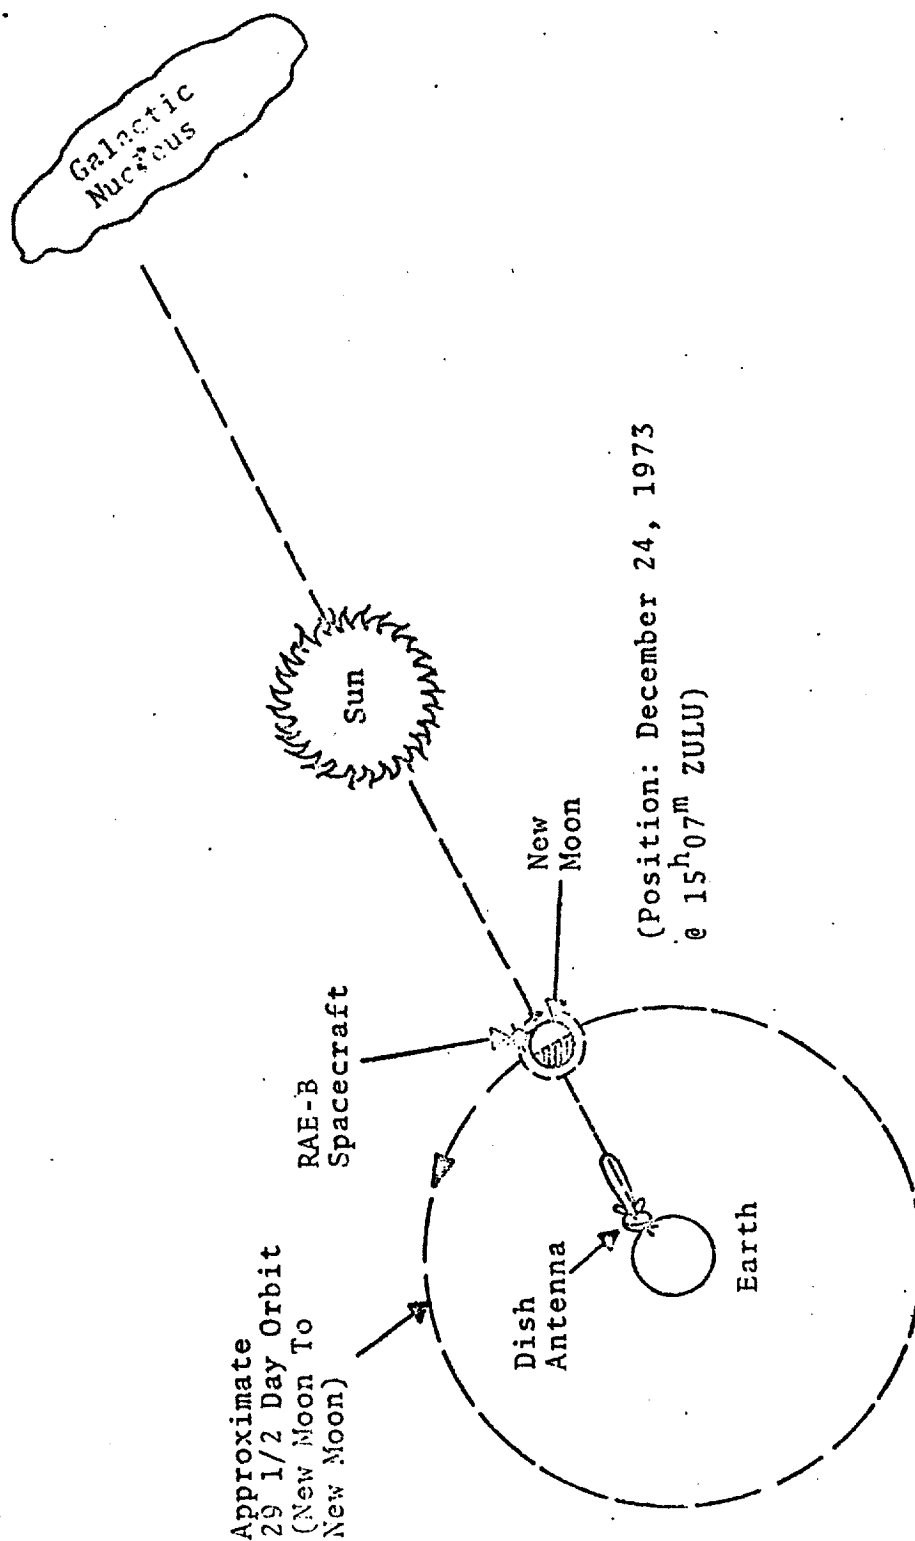 Galactic
Nucleus
Approximate
29 1/2 Day Orbit
(New Moon To
New Moon)
RAE-B
Spacecraft
Sun
Dish
Antenna
New
Moon
(Position: December 24, 1973
@ 15h07m ZULU)
Earth